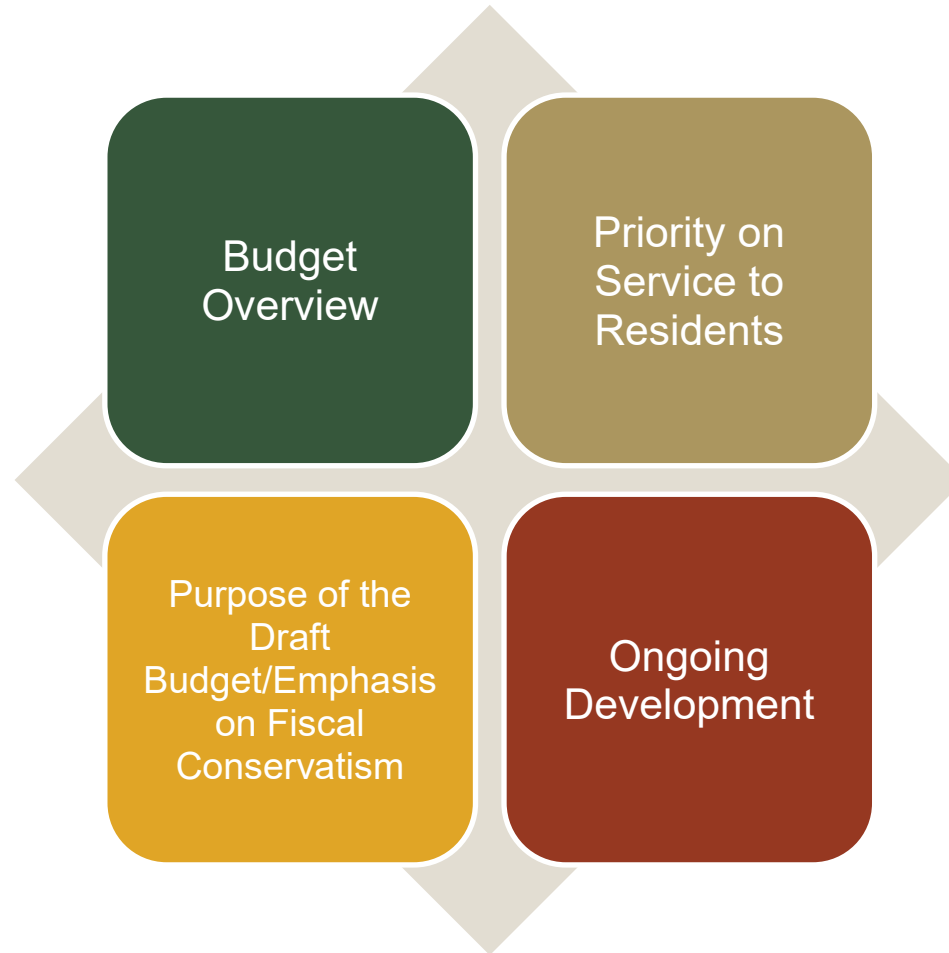 Budget
Overview
Priority on
Service to
Residents
Purpose of the
Draft
Budget/Emphasis
on Fiscal
Conservatism
Ongoing
Development